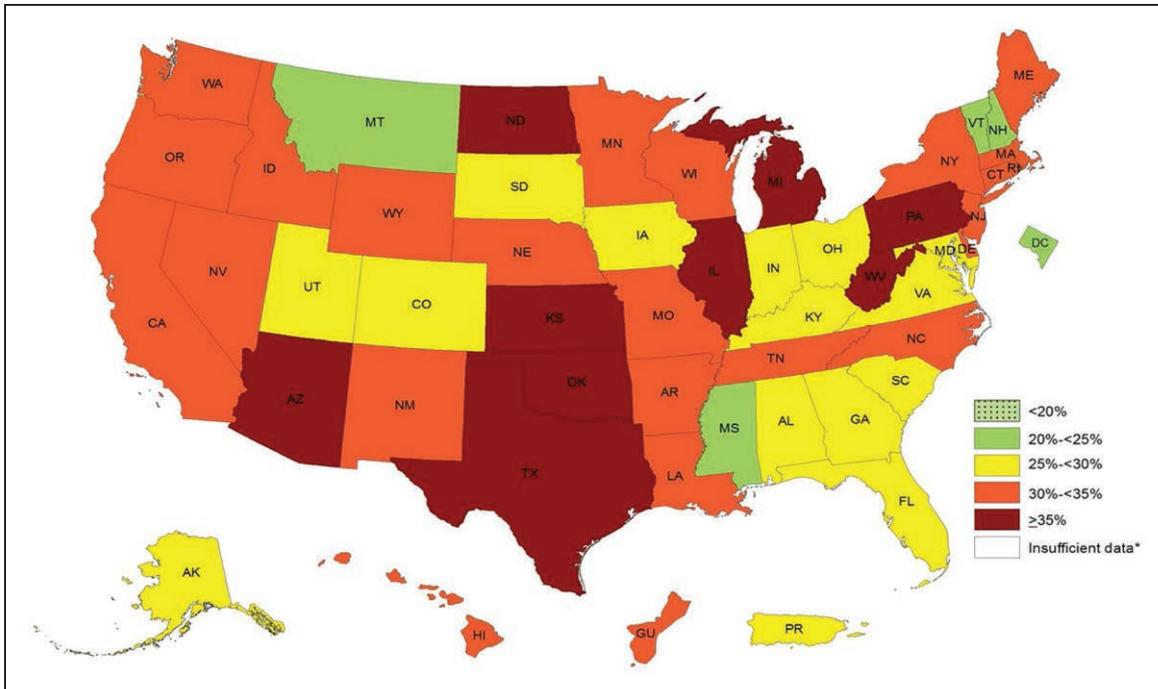 WA
MT
ND
MN
ME
VT
NH
OR
ID
SD
WI
MI
NY
MA
RI
CT
WY
IA
PA
NJ
NE
IL
IN
OH
MD
DE
DC
NV
UT
CO
KS
MO
KY
WV
VA
CA
AZ
NM
OK
AR
TN
NC
SC
TX
LA
MS
AL
GA
FL
AK
HI
GU
PR
<20%
20%-<25%
25%-<30%
30%-<35%
≥35%
Insufficient data*